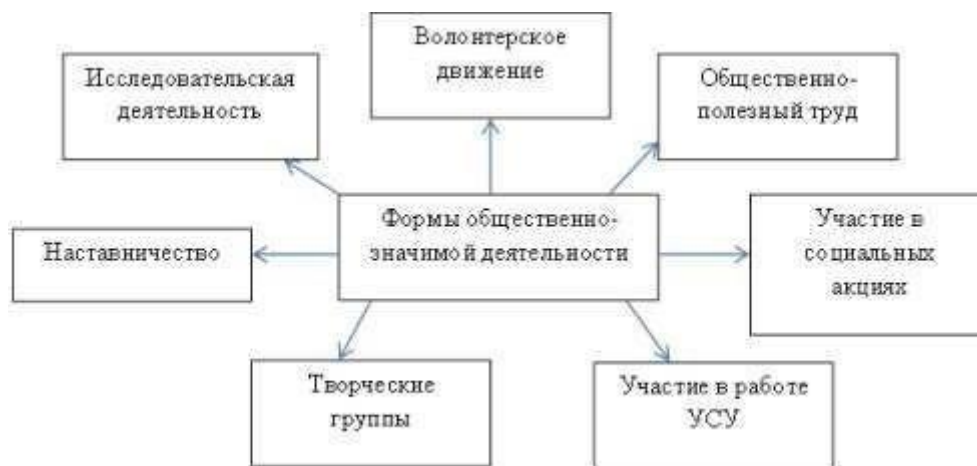 Волонтерское
движение
Исследовательская
деятельность
Общественно-
полезный труд
Формы общественно-
значимой деятельности
Наставничество
Участие в
социальных
акциях
Творческие
группы
Участие в работе
УСУ